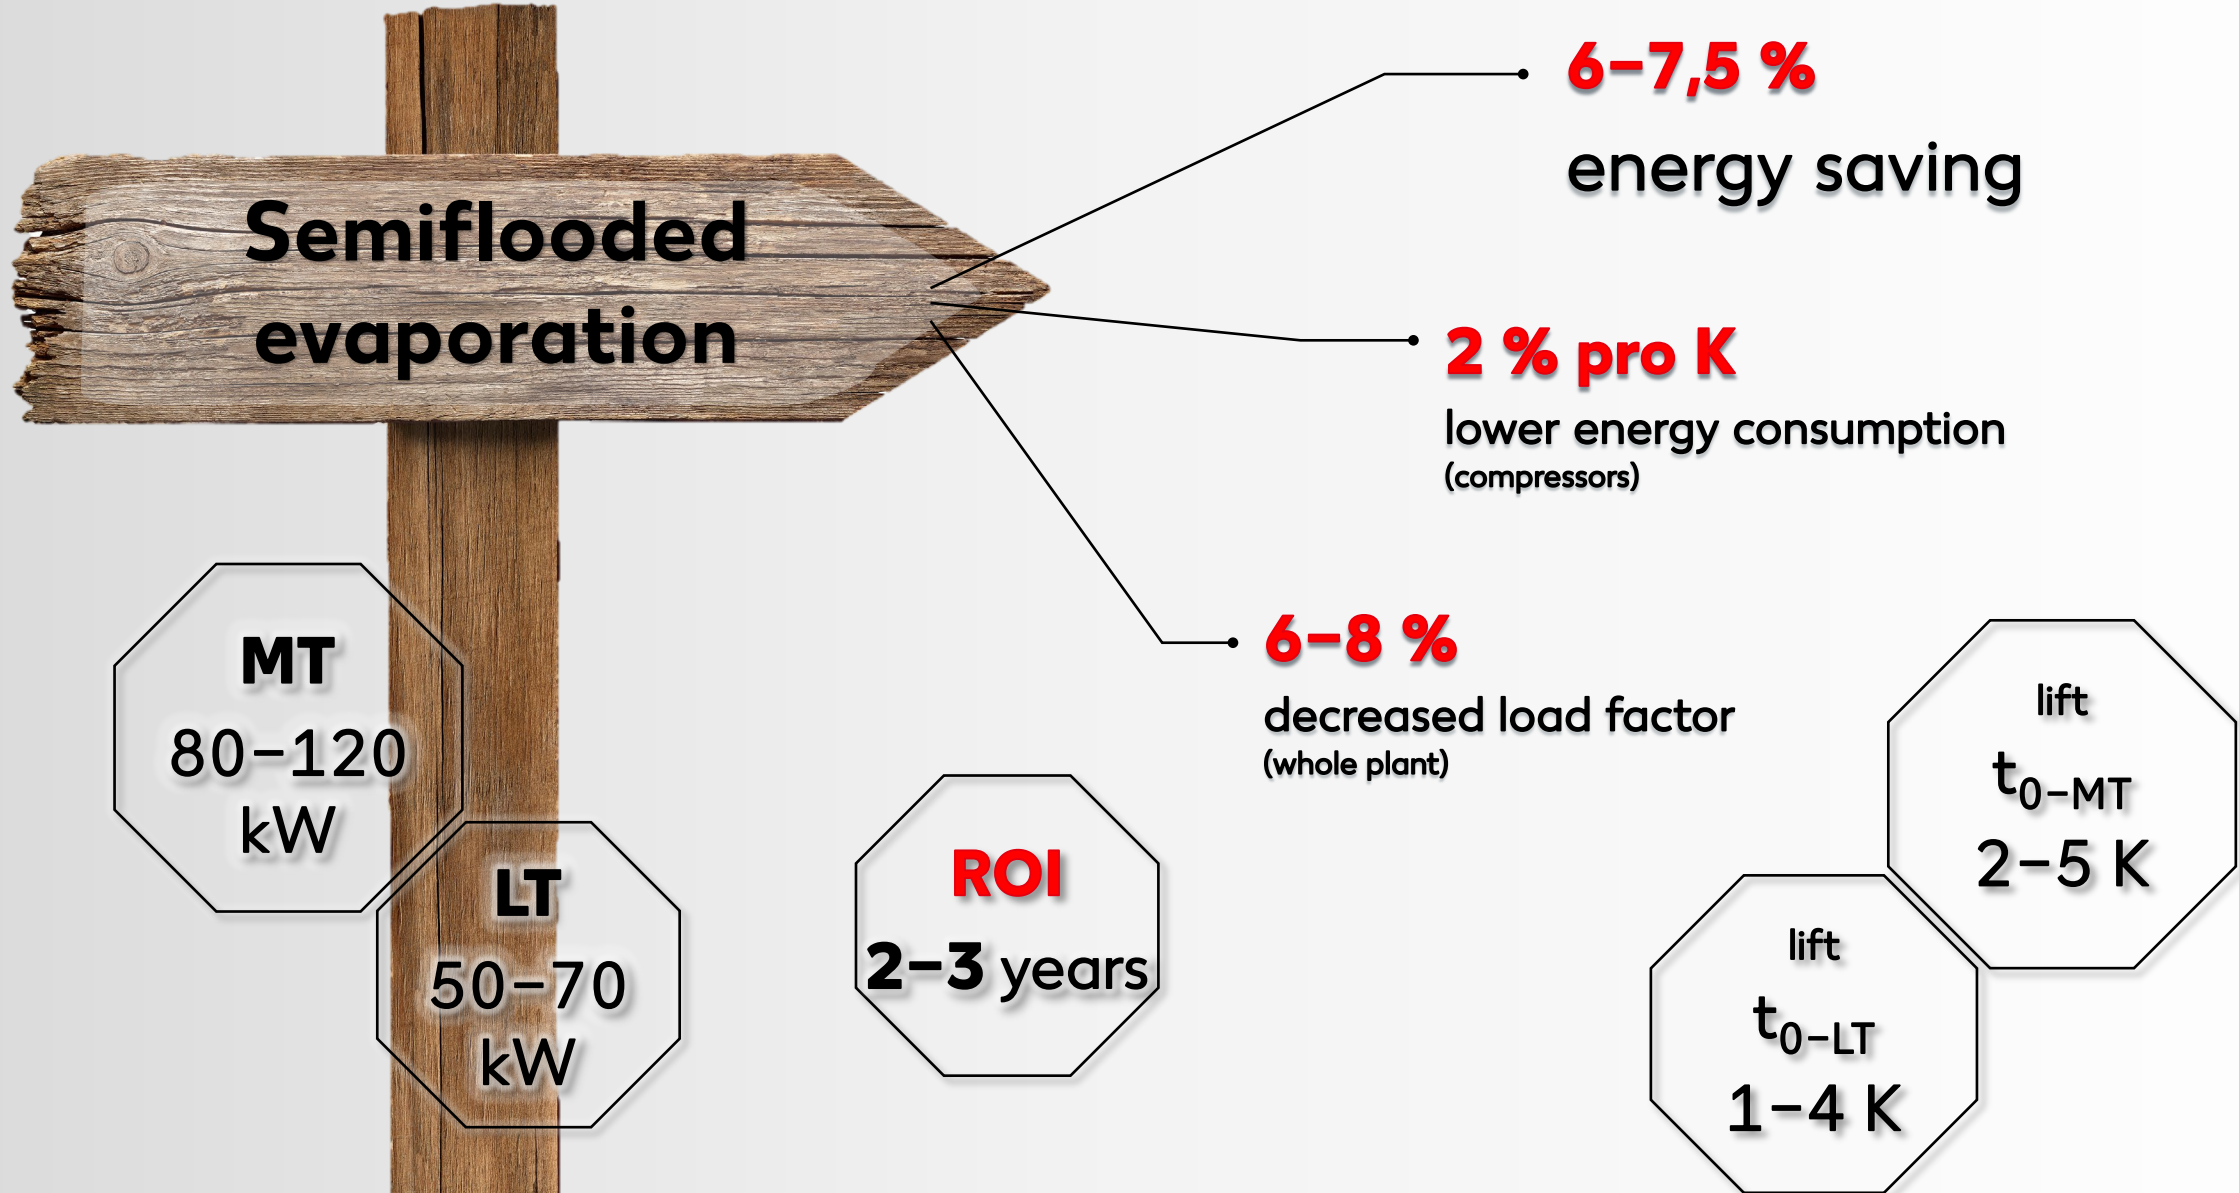 Semiflooded
evaporation
6–7,5 %
energy saving
2 % pro K
lower energy consumption
(compressors)
6–8 %
decreased load factor
(whole plant)
MT
80–120
kW
LT
50–70
kW
ROI
2–3 years
lift
t0–MT
2–5 K
lift
t0–LT
1–4 K